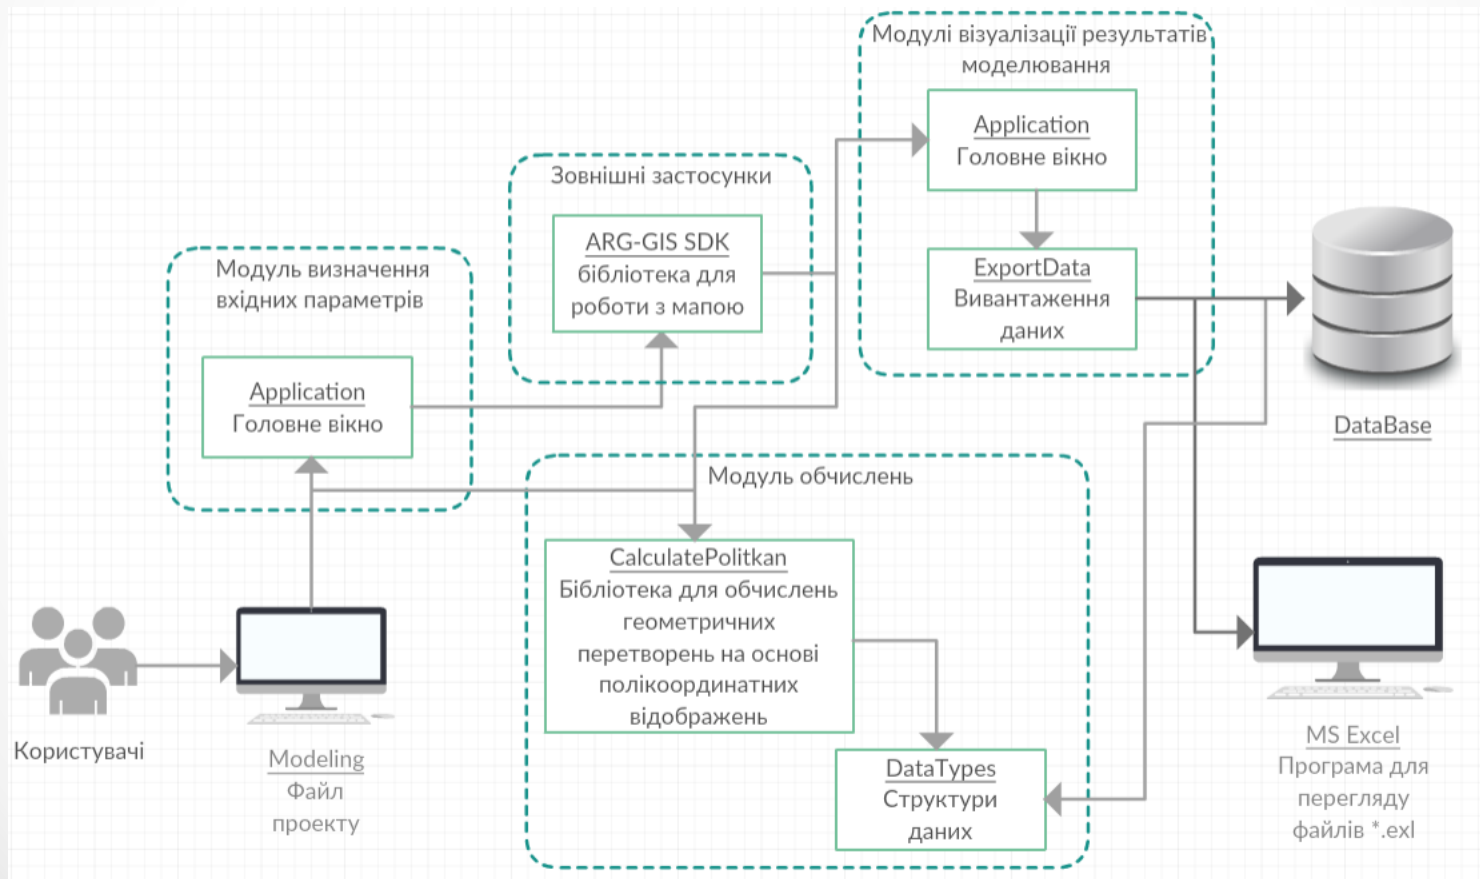 Модулі візуалізації результатів
моделювання
Application
Головне вікно
ExportData
Вивантаження
даних
Зовнішні застосунки
ARG-GIS SDK
бібліотека для
роботи з мапою
Модуль визначення
вхідних параметрів
Application
Головне вікно
DataBase
Модуль обчислень
CalculatePolitkan
Бібліотека для обчислень
геометричних
перетворень на основі
полікоординатних
відображень
DataTypes
Структури
даних
Користувачі
Modeling
Файл
проекту
MS Excel
Програма для
перегляду
файлів *.exl